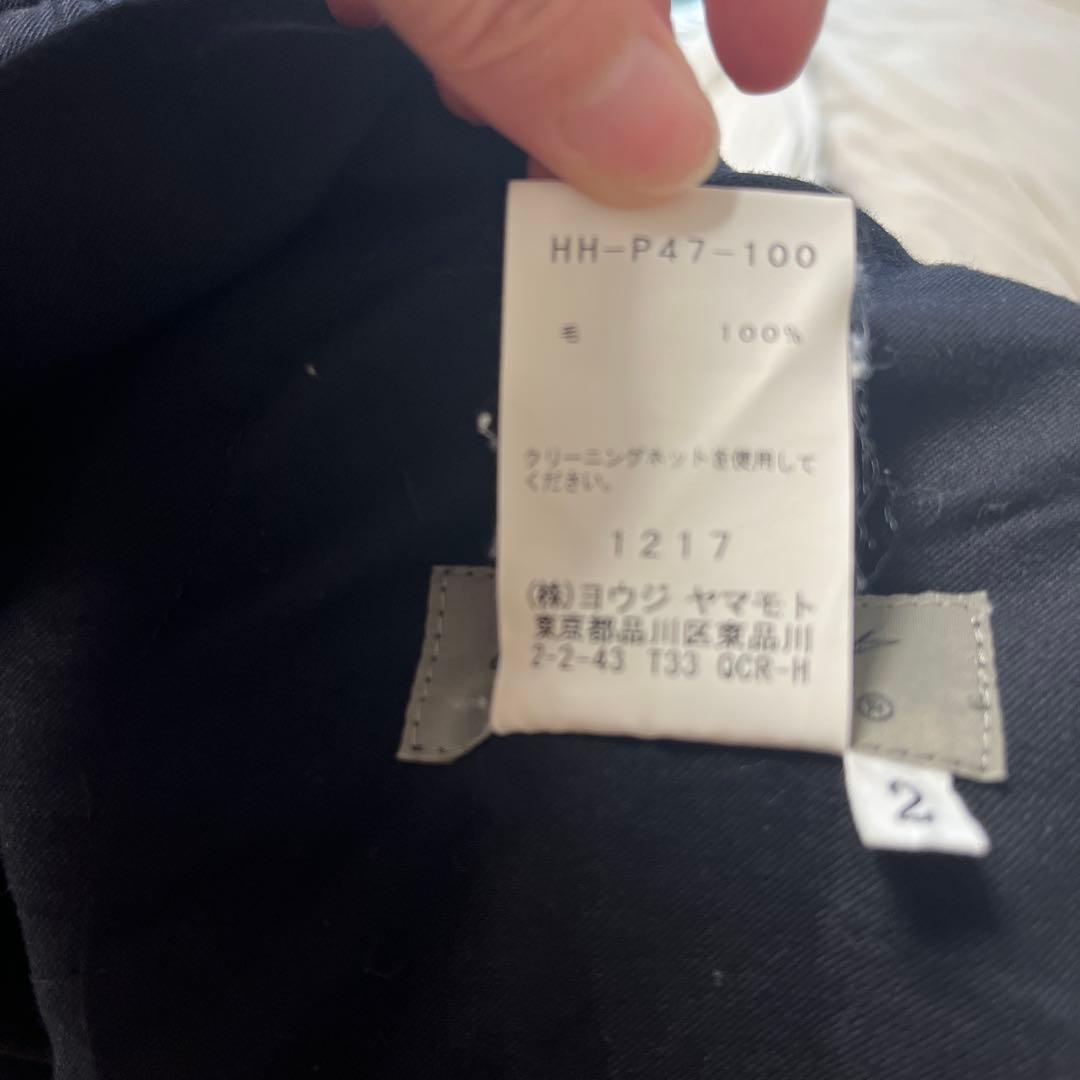 HH-P47-100
毛 100%
クリーニングネットを使用して
ください。
1217
(株)ヨウジ ヤマモト
東京都品川区東品川
2-2-43 T33 QCR-H
®
2